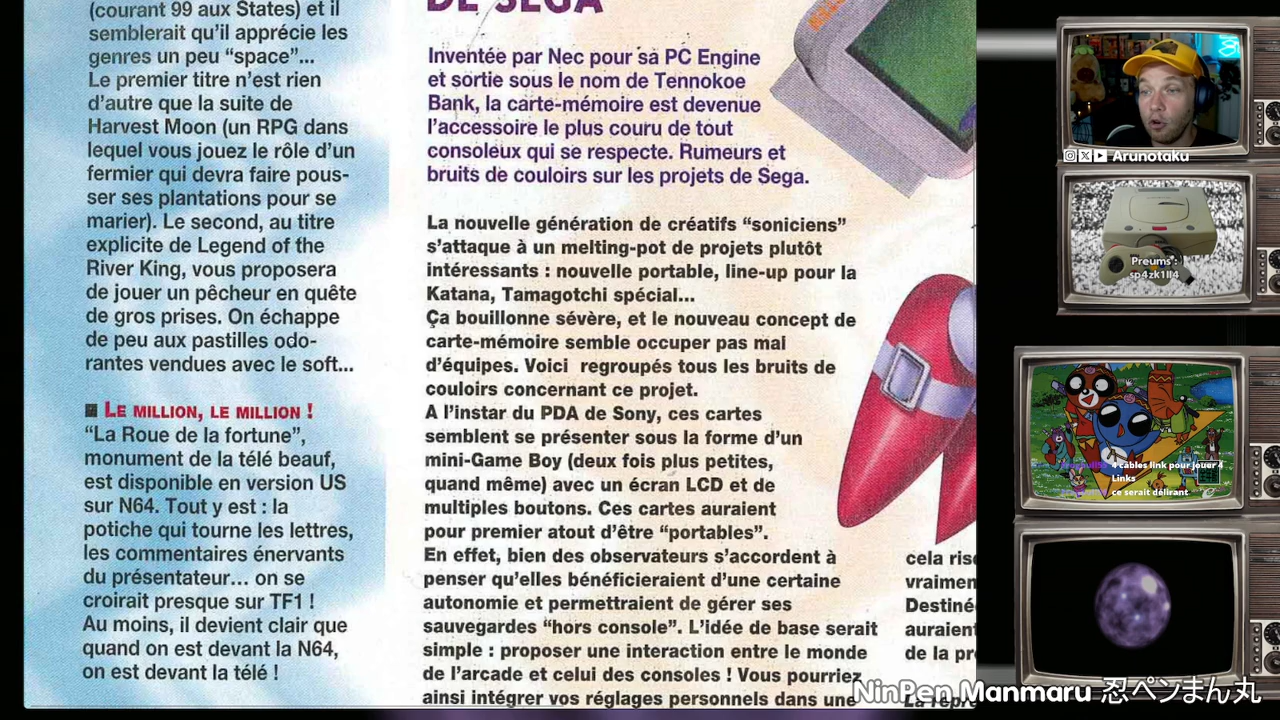 (courant 99 aux States) et il
semblerait qu'il apprécie les
genres un peu “space”...
Le premier titre n'est rien
d'autre que la suite de
Harvest Moon (un RPG dans
lequel vous jouez le rôle d'un
fermier qui devra faire pous-
ser ses plantations pour se
marier). Le second, au titre
explicite de Legend of the
River King, vous proposera
de jouer un pêcheur en quête
de gros prises. On échappe
de peu aux pastilles odo-
rantes vendues avec le soft...
■ LE MILLION, LE MILLION !
“La Roue de la fortune”,
monument de la télé beauf,
est disponible en version US
sur N64. Tout y est : la
potiche qui tourne les lettres,
les commentaires énervants
du présentateur... on se
croirait presque sur TF1 !
Au moins, il devient clair que
quand on est devant la N64,
on est devant la télé !
DE SEGA
Inventée par Nec pour sa PC Engine
et sortie sous le nom de Tennokoe
Bank, la carte-mémoire est devenue
l'accessoire le plus couru de tout
consoleux qui se respecte. Rumeurs et
bruits de couloirs sur les projets de Sega.
La nouvelle génération de créatifs “soniciens”
s'attaque à un melting-pot de projets plutôt
intéressants : nouvelle portable, line-up pour la
Katana, Tamagotchi spécial...
Ça bouillonne sévère, et le nouveau concept de
carte-mémoire semble occuper pas mal
d'équipes. Voici regroupés tous les bruits de
couloirs concernant ce projet.
A l'instar du PDA de Sony, ces cartes
semblent se présenter sous la forme d'un
mini-Game Boy (deux fois plus petites,
quand même) avec un écran LCD et de
multiples boutons. Ces cartes auraient
pour premier atout d'être “portables”.
En effet, bien des observateurs s'accordent à
penser qu'elles bénéficieraient d'une certaine
autonomie et permettraient de gérer ses
sauvegardes “hors console”. L'idée de base serait
simple : proposer une interaction entre le monde
de l'arcade et celui des consoles ! Vous pourriez
ainsi intégrer vos réglages personnels dans une
cela
vraimen
Destiné
auraient
de la
Arunotaku
Preums :
sp4zk1ll4
4 câbles link pour jouer 4
Links
ce serait délirant
NinPen Manmaru 忍ペンまん丸